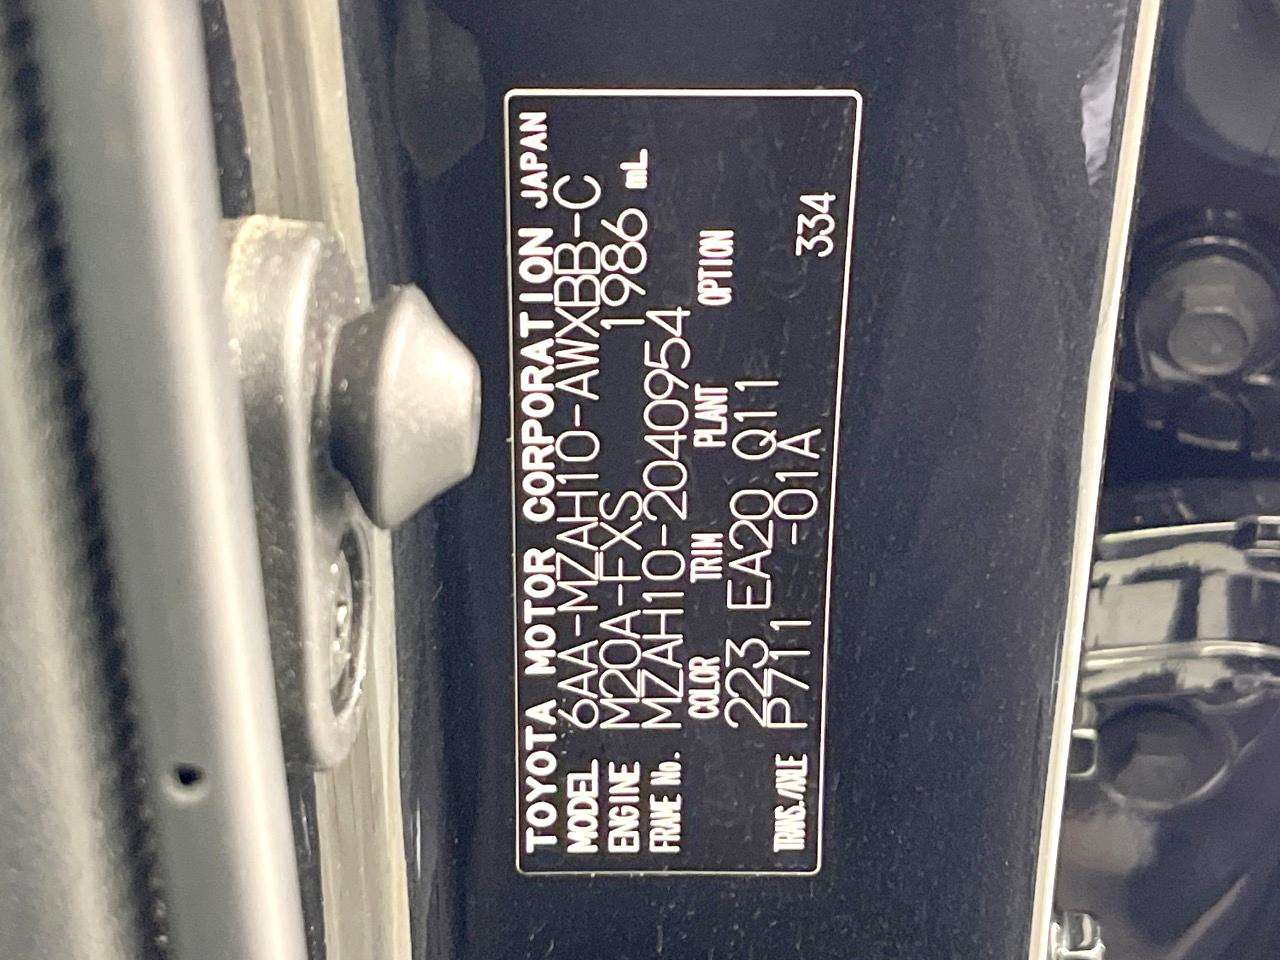 TOYOTA MOTOR CORPORATION JAPAN
MODEL 6AA-MZAH10-AWXBB-C
ENGINE M20A-FXS 1986 mL
FRAME No. MZAH10-2040954
COLOR TRIM PLANT OPTION
223 EA20 Q11
TRANS./AXLE P711 -01A 334